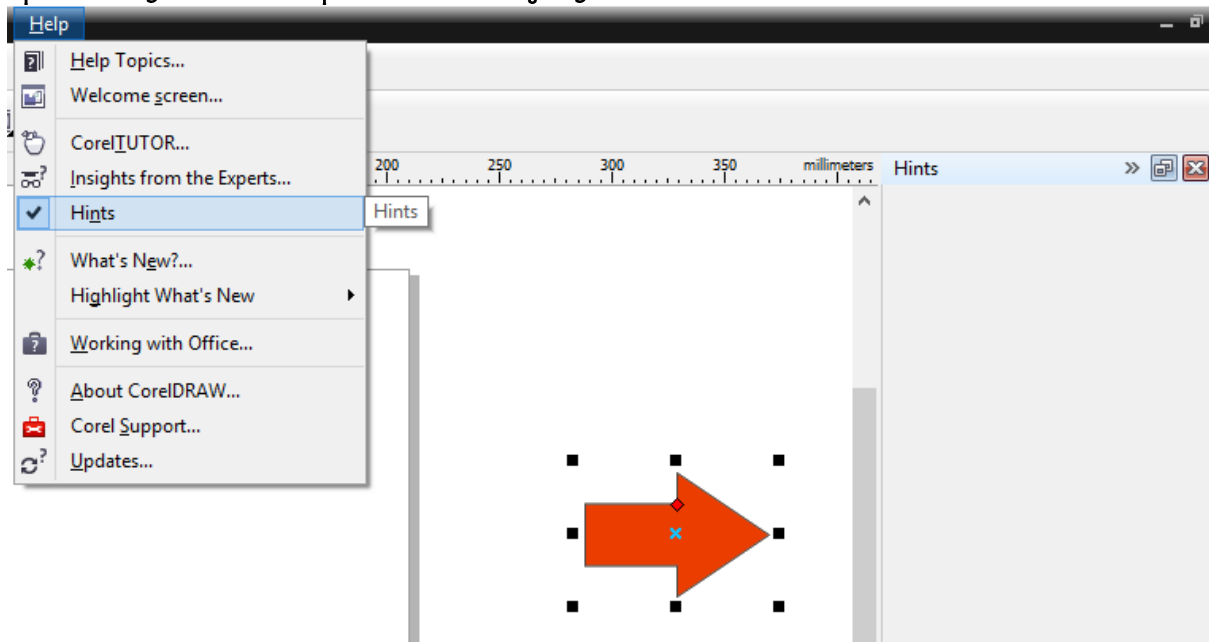 Help
Help Topics...
Welcome screen...
CorelTUTOR...
Insights from the Experts...
Hints
Hints
What's New?...
Highlight What's New
Working with Office...
About CorelDRAW...
Corel Support...
Updates...
200 250 300 350 millimeters
Hints